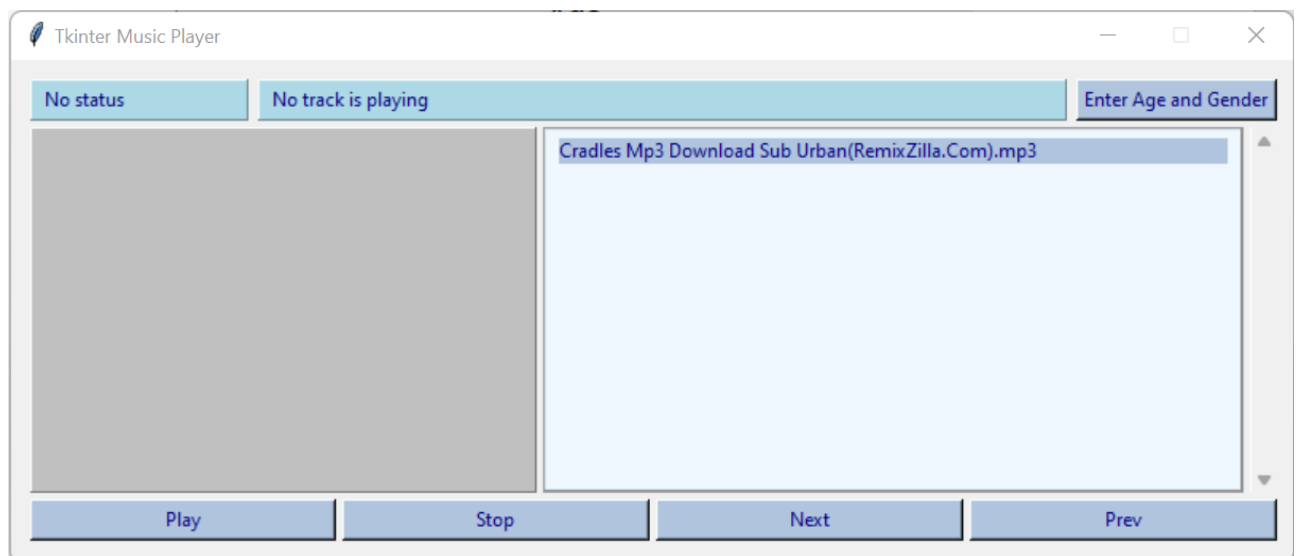 Tkinter Music Player
No status
No track is playing
Enter Age and Gender
Cradles Mp3 Download Sub Urban(RemixZilla.Com).mp3
Play
Stop
Next
Prev